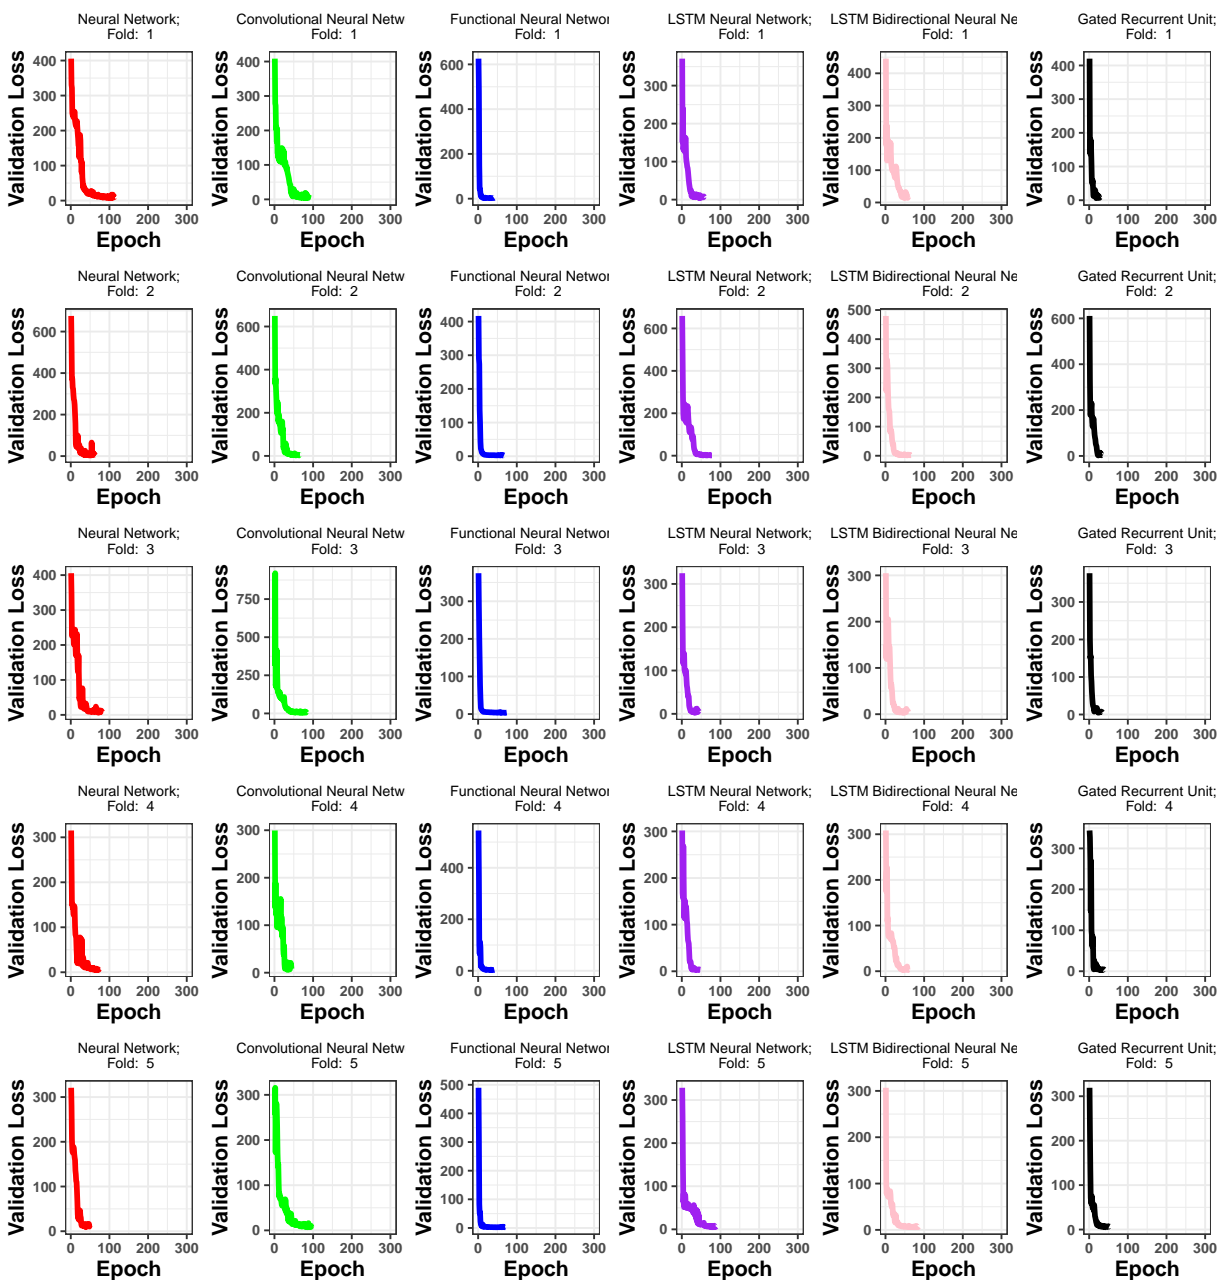 Neural Network;
Fold: 1
Validation Loss
400
300
200
100
0
0 100 200 300
Epoch
Convolutional Neural Netw
Fold: 1
Validation Loss
400
300
200
100
0
0 100 200 300
Epoch
Functional Neural Networ
Fold: 1
Validation Loss
600
400
200
0
0 100 200 300
Epoch
LSTM Neural Network;
Fold: 1
Validation Loss
300
200
100
0
0 100 200 300
Epoch
LSTM Bidirectional Neural Ne
Fold: 1
Validation Loss
400
300
200
100
0
0 100 200 300
Epoch
Gated Recurrent Unit;
Fold: 1
Validation Loss
400
300
200
100
0
0 100 200 300
Epoch
Neural Network;
Fold: 2
Validation Loss
600
400
200
0
0 100 200 300
Epoch
Convolutional Neural Netw
Fold: 2
Validation Loss
600
400
200
0
0 100 200 300
Epoch
Functional Neural Networ
Fold: 2
Validation Loss
400
300
200
100
0
0 100 200 300
Epoch
LSTM Neural Network;
Fold: 2
Validation Loss
600
400
200
0
0 100 200 300
Epoch
LSTM Bidirectional Neural Ne
Fold: 2
Validation Loss
500
400
300
200
100
0
0 100 200 300
Epoch
Gated Recurrent Unit;
Fold: 2
Validation Loss
600
400
200
0
0 100 200 300
Epoch
Neural Network;
Fold: 3
Validation Loss
400
300
200
100
0
0 100 200 300
Epoch
Convolutional Neural Netw
Fold: 3
Validation Loss
750
500
250
0
0 100 200 300
Epoch
Functional Neural Networ
Fold: 3
Validation Loss
300
200
100
0
0 100 200 300
Epoch
LSTM Neural Network;
Fold: 3
Validation Loss
300
200
100
0
0 100 200 300
Epoch
LSTM Bidirectional Neural Ne
Fold: 3
Validation Loss
300
200
100
0
0 100 200 300
Epoch
Gated Recurrent Unit;
Fold: 3
Validation Loss
300
200
100
0
0 100 200 300
Epoch
Neural Network;
Fold: 4
Validation Loss
300
200
100
0
0 100 200 300
Epoch
Convolutional Neural Netw
Fold: 4
Validation Loss
300
200
100
0
0 100 200 300
Epoch
Functional Neural Networ
Fold: 4
Validation Loss
400
200
0
0 100 200 300
Epoch
LSTM Neural Network;
Fold: 4
Validation Loss
300
200
100
0
0 100 200 300
Epoch
LSTM Bidirectional Neural Ne
Fold: 4
Validation Loss
300
200
100
0
0 100 200 300
Epoch
Gated Recurrent Unit;
Fold: 4
Validation Loss
300
200
100
0
0 100 200 300
Epoch
Neural Network;
Fold: 5
Validation Loss
300
200
100
0
0 100 200 300
Epoch
Convolutional Neural Netw
Fold: 5
Validation Loss
300
200
100
0
0 100 200 300
Epoch
Functional Neural Networ
Fold: 5
Validation Loss
500
400
300
200
100
0
0 100 200 300
Epoch
LSTM Neural Network;
Fold: 5
Validation Loss
300
200
100
0
0 100 200 300
Epoch
LSTM Bidirectional Neural Ne
Fold: 5
Validation Loss
300
200
100
0
0 100 200 300
Epoch
Gated Recurrent Unit;
Fold: 5
Validation Loss
300
200
100
0
0 100 200 300
Epoch